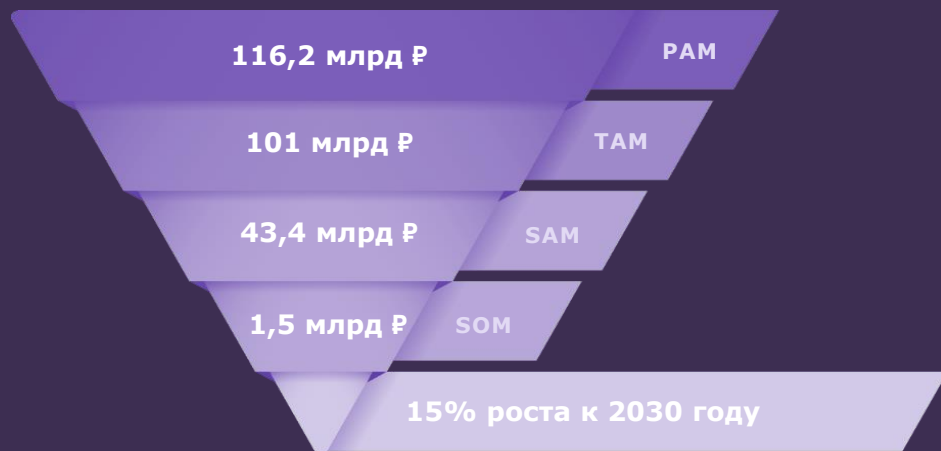 116,2 млрд ₽ PAM
101 млрд ₽ TAM
43,4 млрд ₽ SAM
1,5 млрд ₽ SOM
15% роста к 2030 году